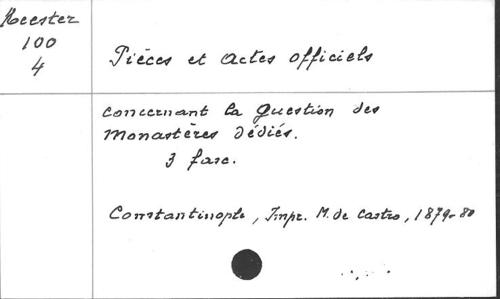 Meester
100
4
Pièces et Actes officiels
concernant la Question des
Monastères Dédiés.
3 fasc.
Constantinople, Impr. M. de Castro, 1879-80